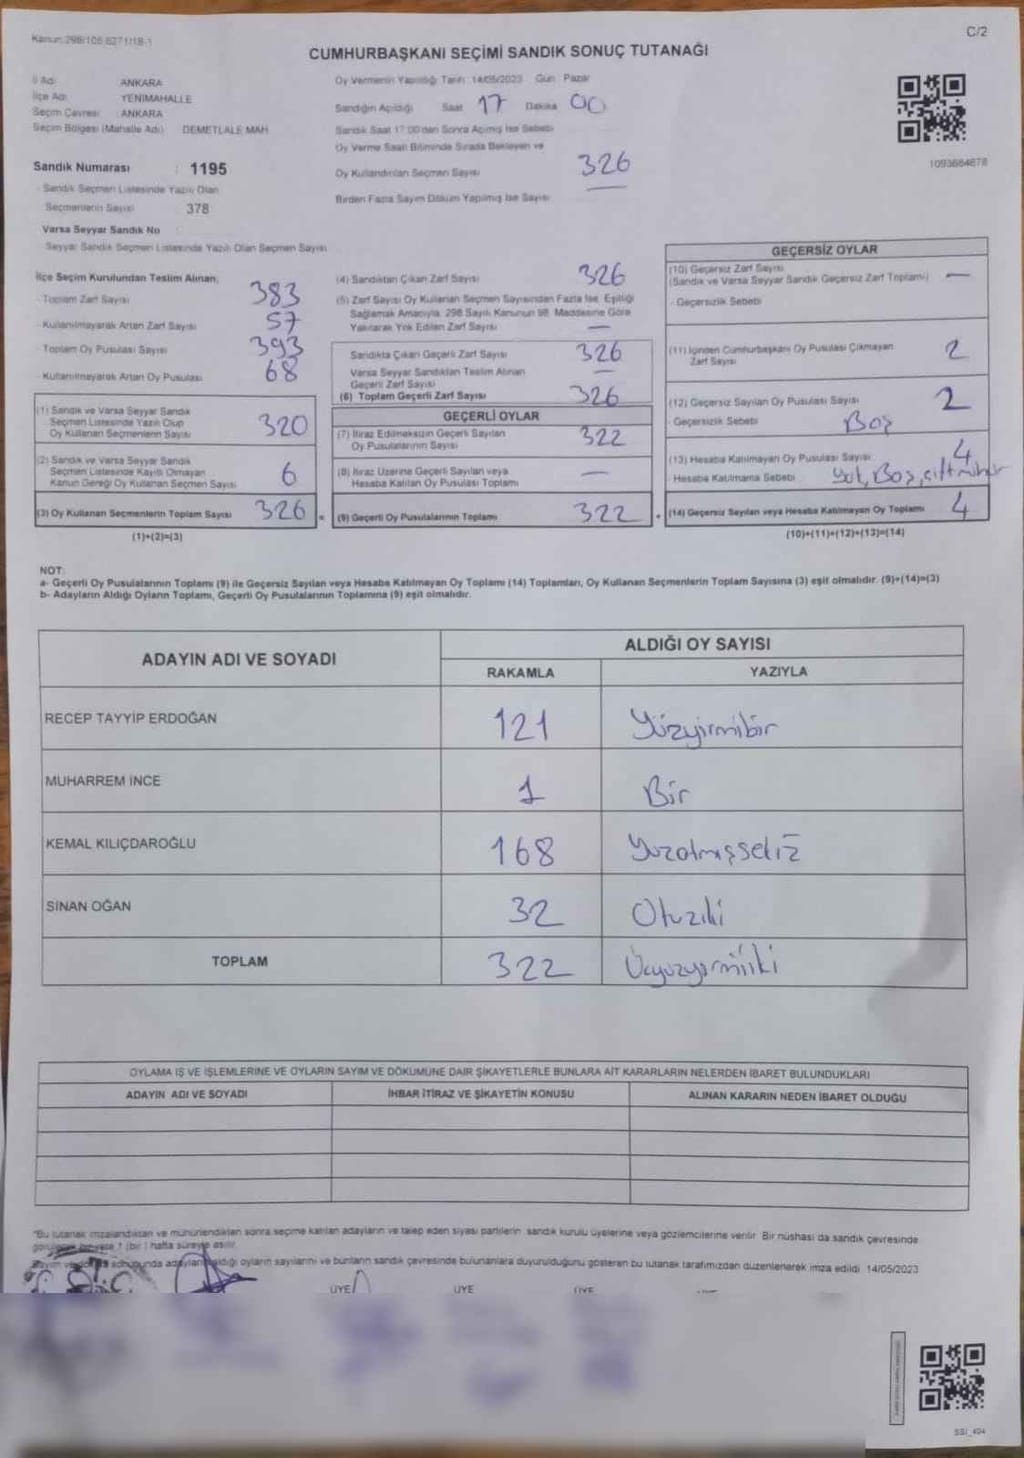 Kanun:298/105-6271/18-1
C/2
CUMHURBAŞKANI SEÇİMİ SANDIK SONUÇ TUTANAĞI
İl Adı ANKARA
İlçe Adı YENİMAHALLE
Seçim Çevresi : ANKARA
Seçim Bölgesi (Mahalle Adı) DEMETLALE MAH
Sandık Numarası : 1195
- Sandık Seçmen Listesinde Yazılı Olan
Seçmenlerin Sayısı 378
Varsa Seyyar Sandık No
Seyyar Sandık Seçmen Listesinde Yazılı Olan Seçmen Sayısı
Oy Vermenin Yapıldığı Tarih : 14/05/2023 Gün : Pazar
Sandığın Açıldığı Saat 17 Dakika 00
Sandık Saat 17:00'den Sonra Açılmış İse Sebebi
Oy Verme Saati Bitiminde Sırada Bekleyen ve
Oy Kullandırılan Seçmen Sayısı 326
Birden Fazla Sayım Döküm Yapılmış İse Sayısı
1093684878
İlçe Seçim Kurulundan Teslim Alınan;
- Toplam Zarf Sayısı 383
- Kullanılmayarak Artan Zarf Sayısı 57
- Toplam Oy Pusulası Sayısı 393
- Kullanılmayarak Artan Oy Pusulası 68
(1) Sandık ve Varsa Seyyar Sandık
Seçmen Listesinde Yazılı Olup
Oy Kullanan Seçmenlerin Sayısı 320
(2) Sandık ve Varsa Seyyar Sandık
Seçmen Listesinde Kayıtlı Olmayan
Kanun Gereği Oy Kullanan Seçmen Sayısı 6
(3) Oy Kullanan Seçmenlerin Toplam Sayısı 326 =
(1)+(2)=(3)
(4) Sandıktan Çıkan Zarf Sayısı 326
(5) Zarf Sayısı Oy Kullanan Seçmen Sayısından Fazla İse, Eşitliği
Sağlamak Amacıyla, 298 Sayılı Kanunun 98. Maddesine Göre
Yakılarak Yok Edilen Zarf Sayısı —
Sandıkta Çıkan Geçerli Zarf Sayısı 326
Varsa Seyyar Sandıktan Teslim Alınan
Geçerli Zarf Sayısı —
(6) Toplam Geçerli Zarf Sayısı 326
GEÇERLİ OYLAR
(7) İtiraz Edilmeksizin Geçerli Sayılan
Oy Pusulalarının Sayısı 322
(8) İtiraz Üzerine Geçerli Sayılan veya
Hesaba Katılan Oy Pusulası Toplamı —
(9) Geçerli Oy Pusulalarının Toplamı 322 +
GEÇERSİZ OYLAR
(10) Geçersiz Zarf Sayısı
(Sandık ve Varsa Seyyar Sandık Geçersiz Zarf Toplamı) —
- Geçersizlik Sebebi
(11) İçinden Cumhurbaşkanı Oy Pusulası Çıkmayan
Zarf Sayısı 2
(12) Geçersiz Sayılan Oy Pusulası Sayısı 2
- Geçersizlik Sebebi Boş
(13) Hesaba Katılmayan Oy Pusulası Sayısı 4
- Hesaba Katılmama Sebebi Yok, Boş, çift mühür
(14) Geçersiz Sayılan veya Hesaba Katılmayan Oy Toplamı 4
(10)+(11)+(12)+(13)=(14)
NOT:
a- Geçerli Oy Pusulalarının Toplamı (9) ile Geçersiz Sayılan veya Hesaba Katılmayan Oy Toplamı (14) Toplamları, Oy Kullanan Seçmenlerin Toplam Sayısına (3) eşit olmalıdır. (9)+(14)=(3)
b- Adayların Aldığı Oyların Toplamı, Geçerli Oy Pusulalarının Toplamına (9) eşit olmalıdır.
ADAYIN ADI VE SOYADI
ALDIĞI OY SAYISI
RAKAMLA YAZIYLA
RECEP TAYYİP ERDOĞAN 121 Yüzyirmibir
MUHARREM İNCE 1 Bir
KEMAL KILIÇDAROĞLU 168 Yüzatmışsekiz
SİNAN OĞAN 32 Otuziki
TOPLAM 322 Üçyüzyirmiiki
OYLAMA İŞ VE İŞLEMLERİNE VE OYLARIN SAYIM VE DÖKÜMÜNE DAİR ŞİKAYETLERLE BUNLARA AİT KARARLARIN NELERDEN İBARET BULUNDUKLARI
ADAYIN ADI VE SOYADI İHBAR İTİRAZ VE ŞİKAYETİN KONUSU ALINAN KARARIN NEDEN İBARET OLDUĞU
"Bu tutanak imzalandıktan ve mühürlendikten sonra seçime katılan adayların ve talep eden siyasi partilerin sandık kurulu üyelerine veya gözlemcilerine verilir. Bir nüshası da sandık çevresinde
1 (bir) hafta süreyle asılır.
Sayım ve adayların aldığı oyların sayılarını ve bunların sandık çevresinde bulunanlara duyurulduğunu gösteren bu tutanak tarafımızdan düzenlenerek imza edildi. 14/05/2023
ÜYE ÜYE ÜYE
SSİ_404